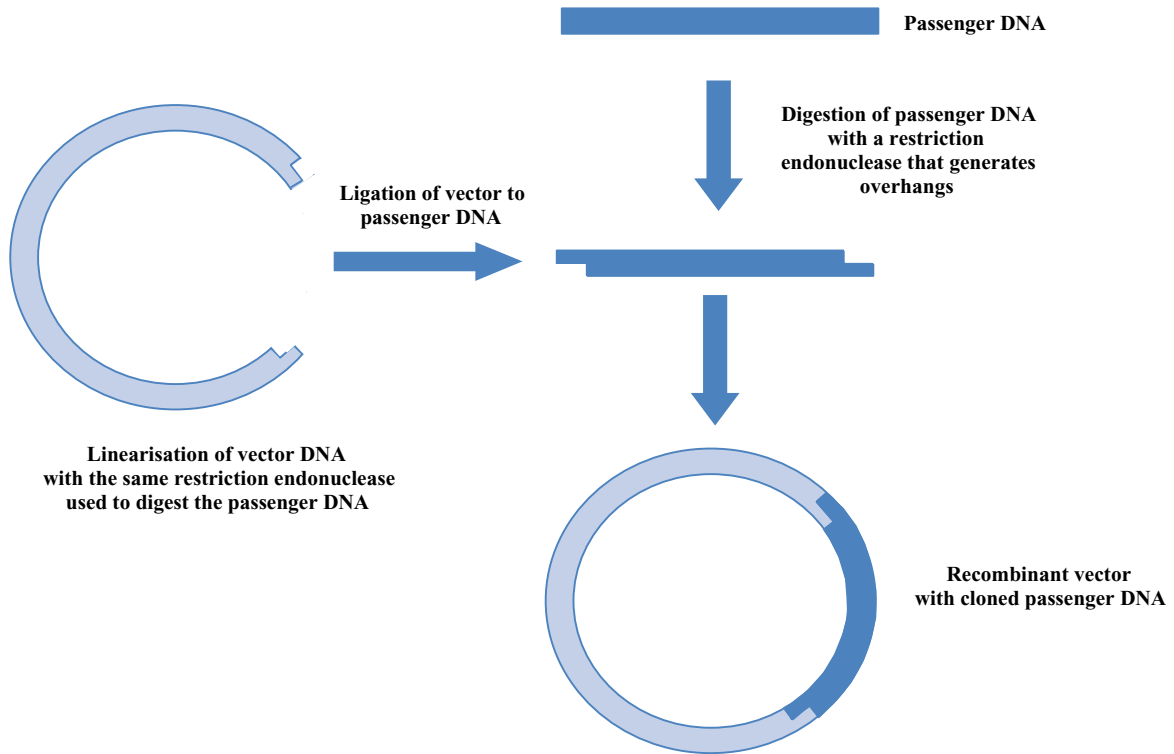 Passenger DNA
Digestion of passenger DNA
with a restriction
endonuclease that generates
overhangs
Ligation of vector to
passenger DNA
Linearisation of vector DNA
with the same restriction endonuclease
used to digest the passenger DNA
Recombinant vector
with cloned passenger DNA